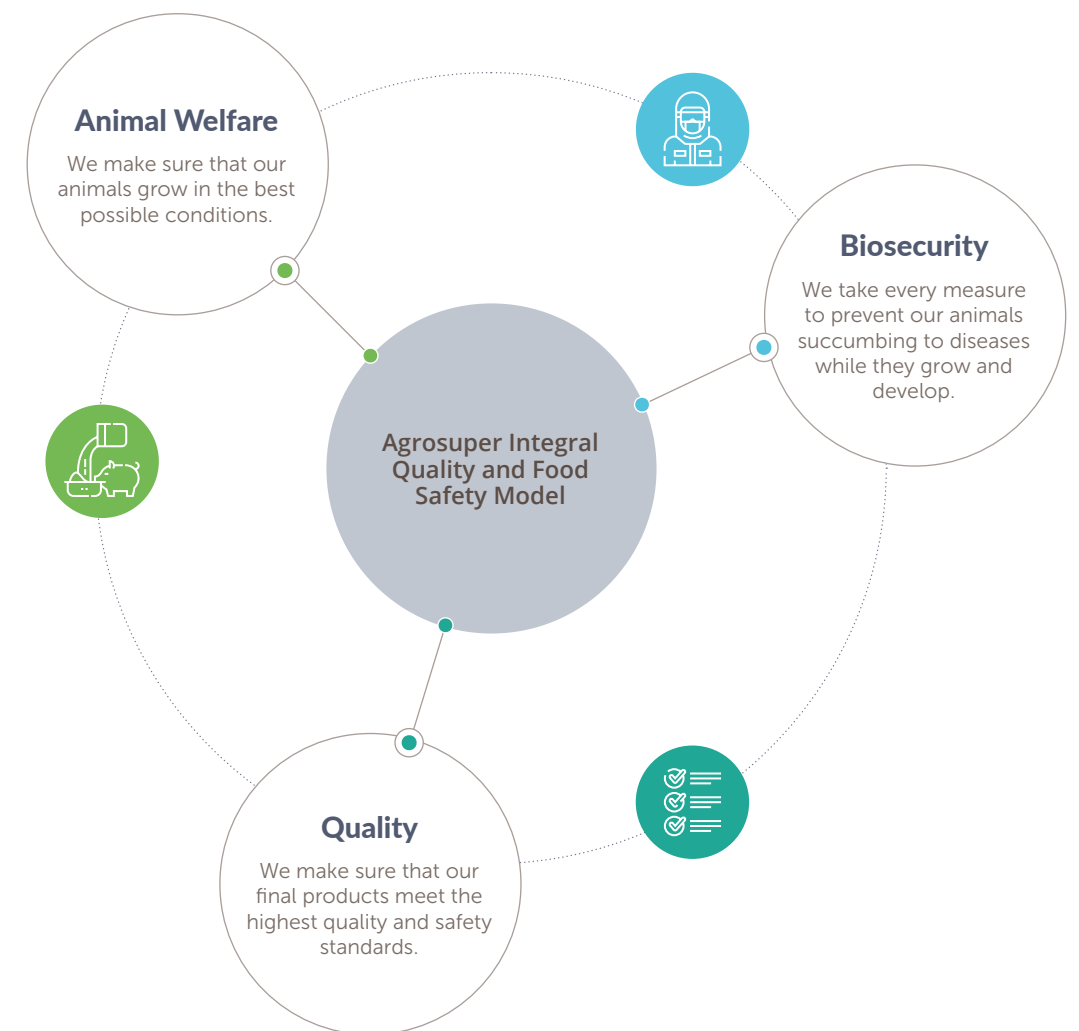 Animal Welfare
We make sure that our
animals grow in the best
possible conditions.
Biosecurity
We take every measure
to prevent our animals
succumbing to diseases
while they grow and
develop.
Agrosuper Integral
Quality and Food
Safety Model
Quality
We make sure that our
final products meet the
highest quality and safety
standards.